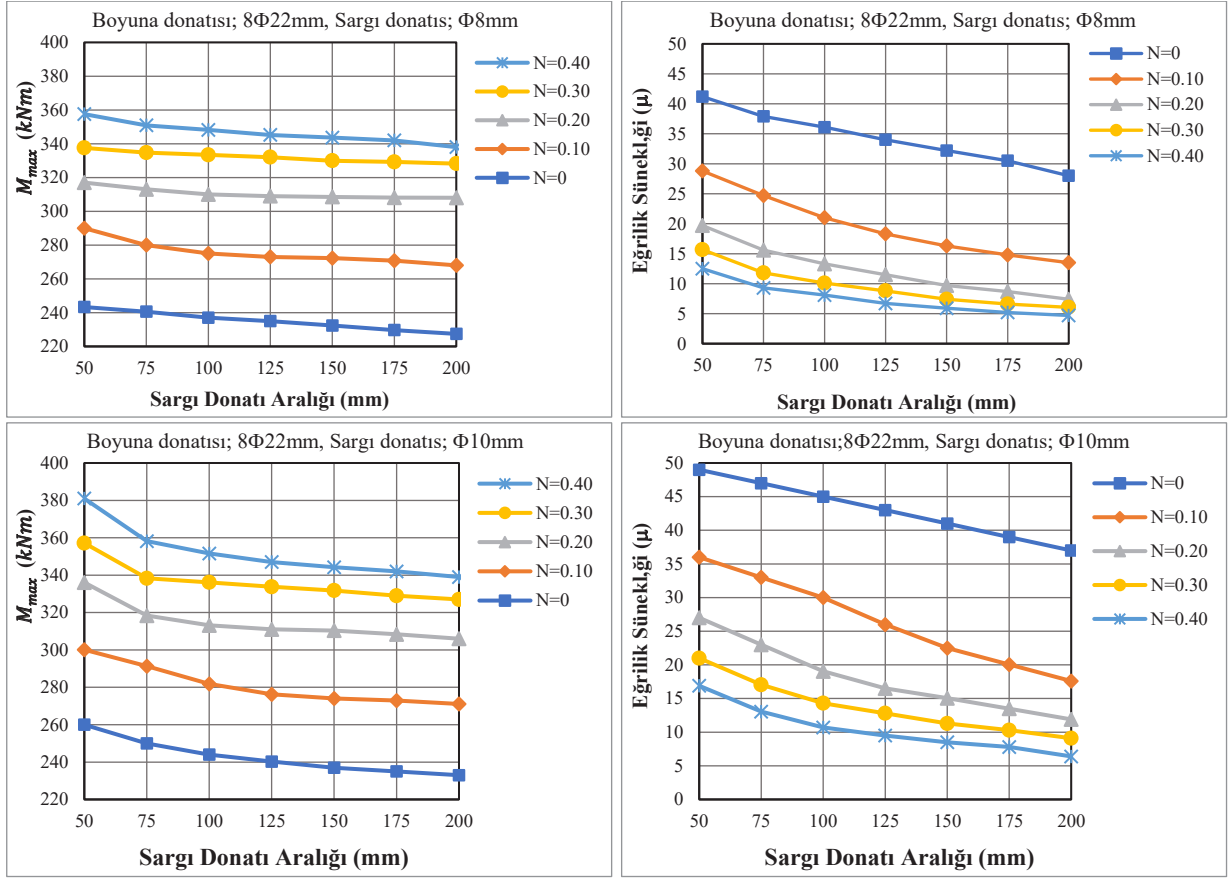 Boyuna donatısı; 8Φ22mm, Sargı donatıs; Φ8mm
M_max (kNm)
400
380
360
340
320
300
280
260
240
220
50 75 100 125 150 175 200
Sargı Donatı Aralığı (mm)
N=0.40
N=0.30
N=0.20
N=0.10
N=0
Boyuna donatısı; 8Φ22mm, Sargı donatıs; Φ8mm
Eğrilik Sünekl,ği (μ)
50
45
40
35
30
25
20
15
10
5
0
50 75 100 125 150 175 200
Sargı Donatı Aralığı (mm)
N=0
N=0.10
N=0.20
N=0.30
N=0.40
Boyuna donatısı; 8Φ22mm, Sargı donatıs; Φ10mm
M_max (kNm)
400
380
360
340
320
300
280
260
240
220
50 75 100 125 150 175 200
Sargı Donatı Aralığı (mm)
N=0.40
N=0.30
N=0.20
N=0.10
N=0
Boyuna donatısı;8Φ22mm, Sargı donatıs; Φ10mm
Eğrilik Sünekl,ği (μ)
50
45
40
35
30
25
20
15
10
5
0
50 75 100 125 150 175 200
Sargı Donatı Aralığı (mm)
N=0
N=0.10
N=0.20
N=0.30
N=0.40